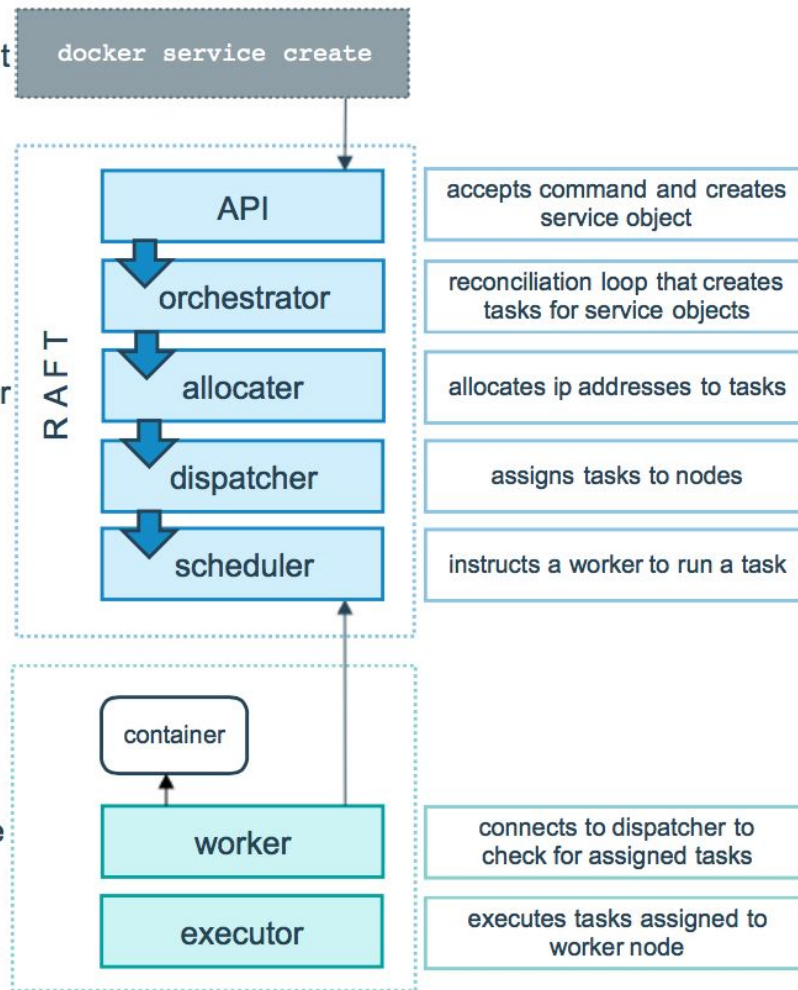 t
docker service create
API
accepts command and creates
service object
orchestrator
reconciliation loop that creates
tasks for service objects
RAFT
r
allocater
allocates ip addresses to tasks
dispatcher
assigns tasks to nodes
scheduler
instructs a worker to run a task
container
e
worker
connects to dispatcher to
check for assigned tasks
executor
executes tasks assigned to
worker node